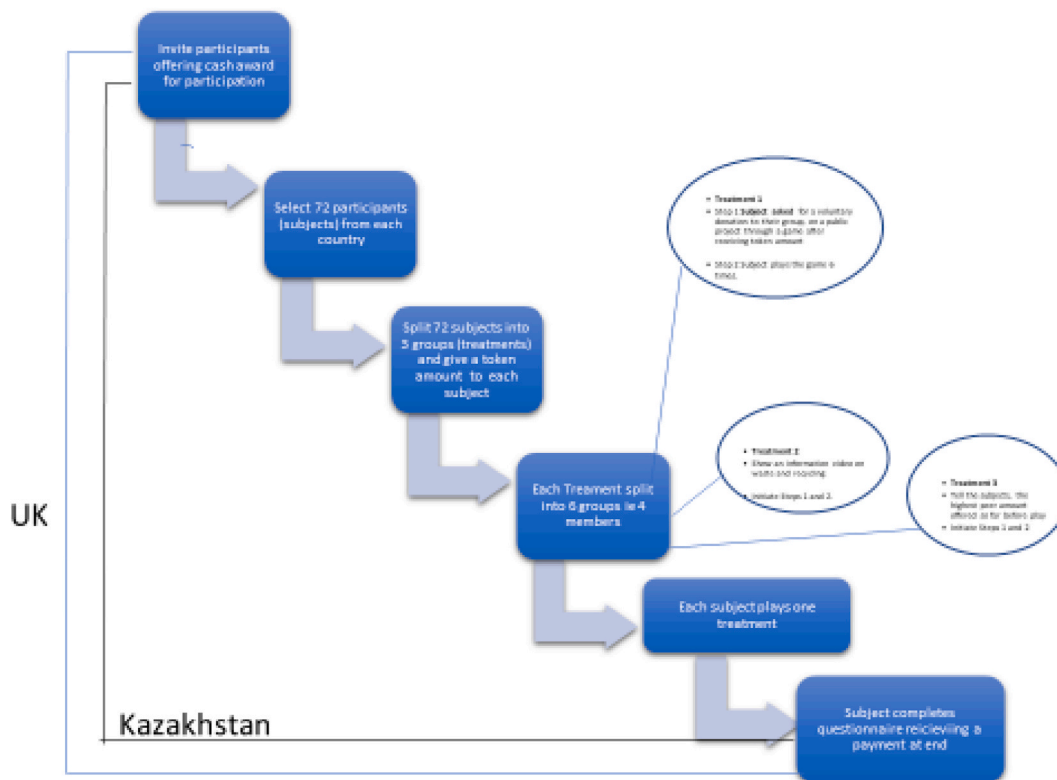 Invite participants
offering cash award
for participation
Select 72 participants
(subjects) from each
country
Split 72 subjects into
3 groups (treatments)
and give a token
amount to each
subject
Each Treament split
into 6 groups ie 4
members
Each subject plays one
treatment
Subject completes
questionnaire reicieviing a
payment at end
• Treatment 1
• Step 1:Subject asked for a voluntary
donation to their group, on a public
project through a game after
receiving token amount
• Step 2:Subject plays the game 6
times.
• Treatment 2
• Show an information video on
waste and recycling.
• Initiate Steps 1 and 2.
• Treatment 3
• Tell the subjects, the
highest peer amount
offered so far before play
• Initiate Steps 1 and 2
UK
Kazakhstan